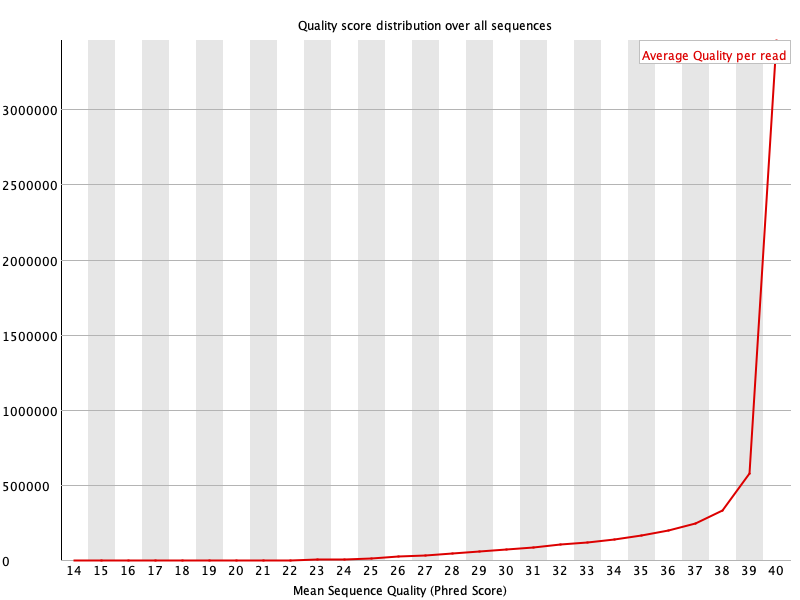 Quality score distribution over all sequences
Average Quality per read
3000000
2500000
2000000
1500000
1000000
500000
0
14 15 16 17 18 19 20 21 22 23 24 25 26 27 28 29 30 31 32 33 34 35 36 37 38 39 40
Mean Sequence Quality (Phred Score)